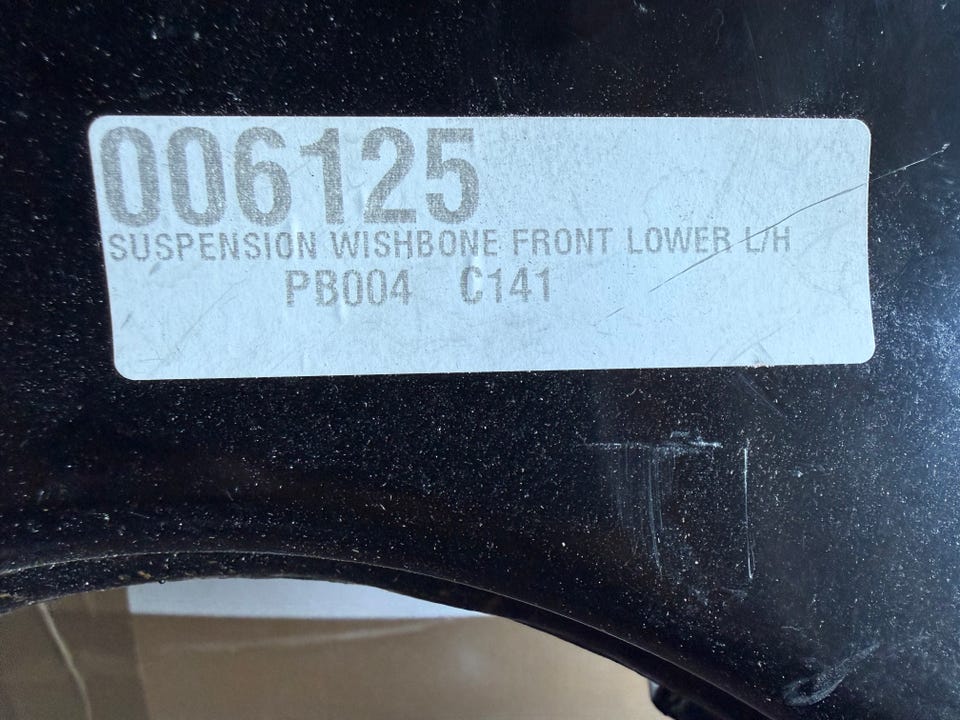 006125
SUSPENSION WISHBONE FRONT LOWER L/H
PB004 C141